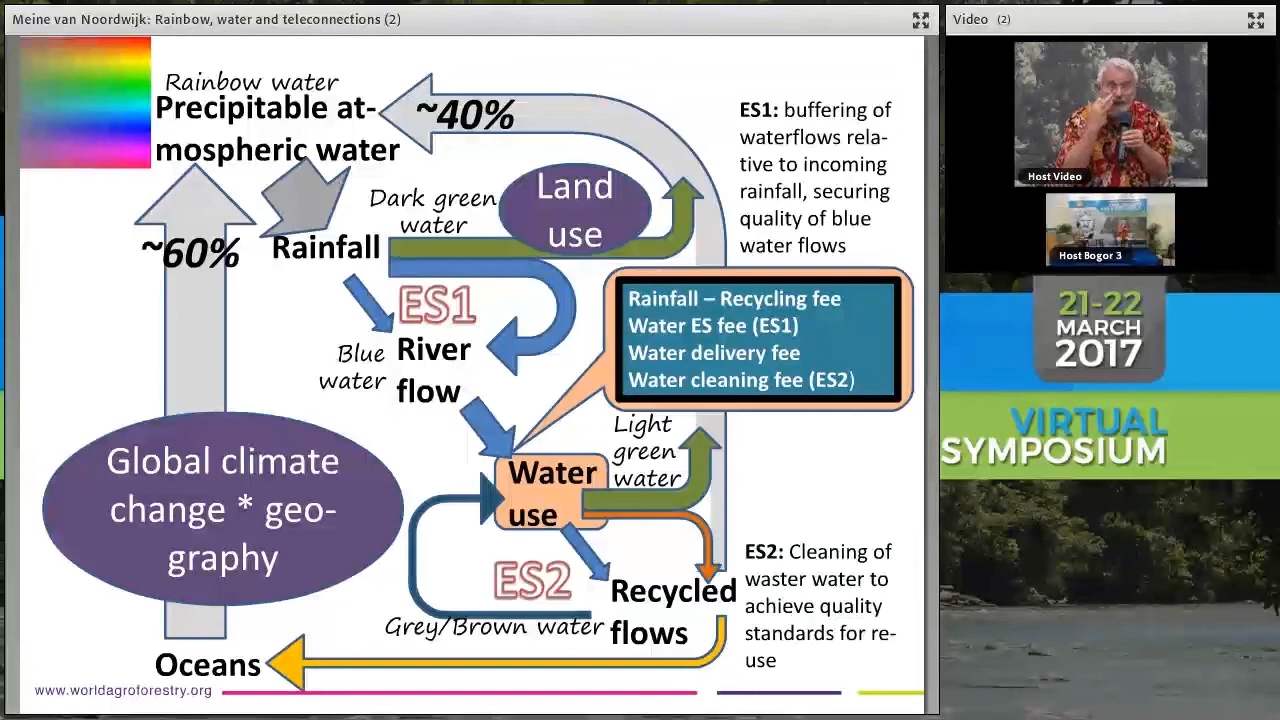 Meine van Noordwijk: Rainbow, water and teleconnections (2)
Video (2)
Rainbow water
Precipitable at-
mospheric water
~40%
~60%
Dark green
water
Land
use
Rainfall
ES1
Blue
water
River
flow
ES1: buffering of
waterflows rela-
tive to incoming
rainfall, securing
quality of blue
water flows
Rainfall – Recycling fee
Water ES fee (ES1)
Water delivery fee
Water cleaning fee (ES2)
Global climate
change * geo-
graphy
Light
green
water
Water
use
ES2
Recycled
flows
Grey/Brown water
Oceans
ES2: Cleaning of
waster water to
achieve quality
standards for re-
use
www.worldagroforestry.org
Host Video
Host Bogor 3
21-22
MARCH
2017
VIRTUAL
SYMPOSIUM